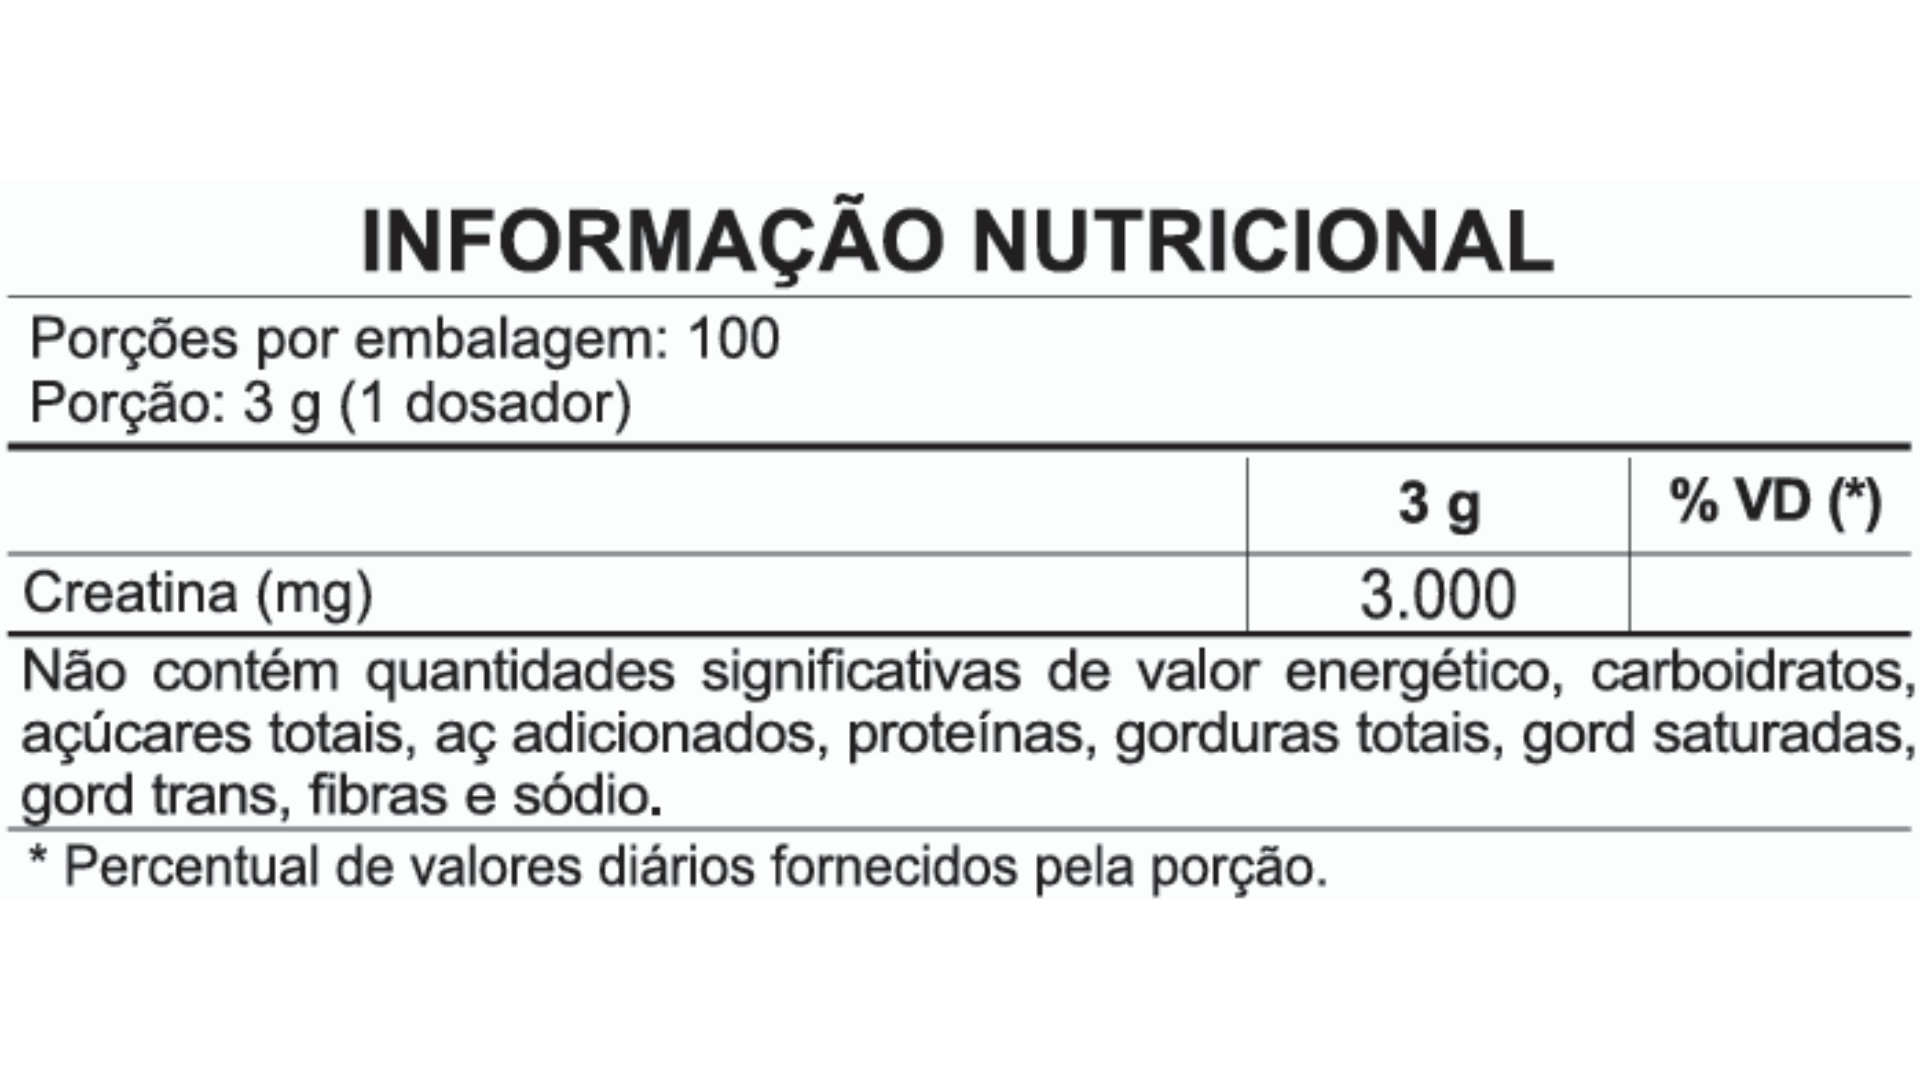 INFORMAÇÃO NUTRICIONAL
Porções por embalagem: 100
Porção: 3 g (1 dosador)
3 g % VD (*)
Creatina (mg) 3.000
Não contém quantidades significativas de valor energético, carboidratos,
açúcares totais, aç adicionados, proteínas, gorduras totais, gord saturadas,
gord trans, fibras e sódio.
* Percentual de valores diários fornecidos pela porção.